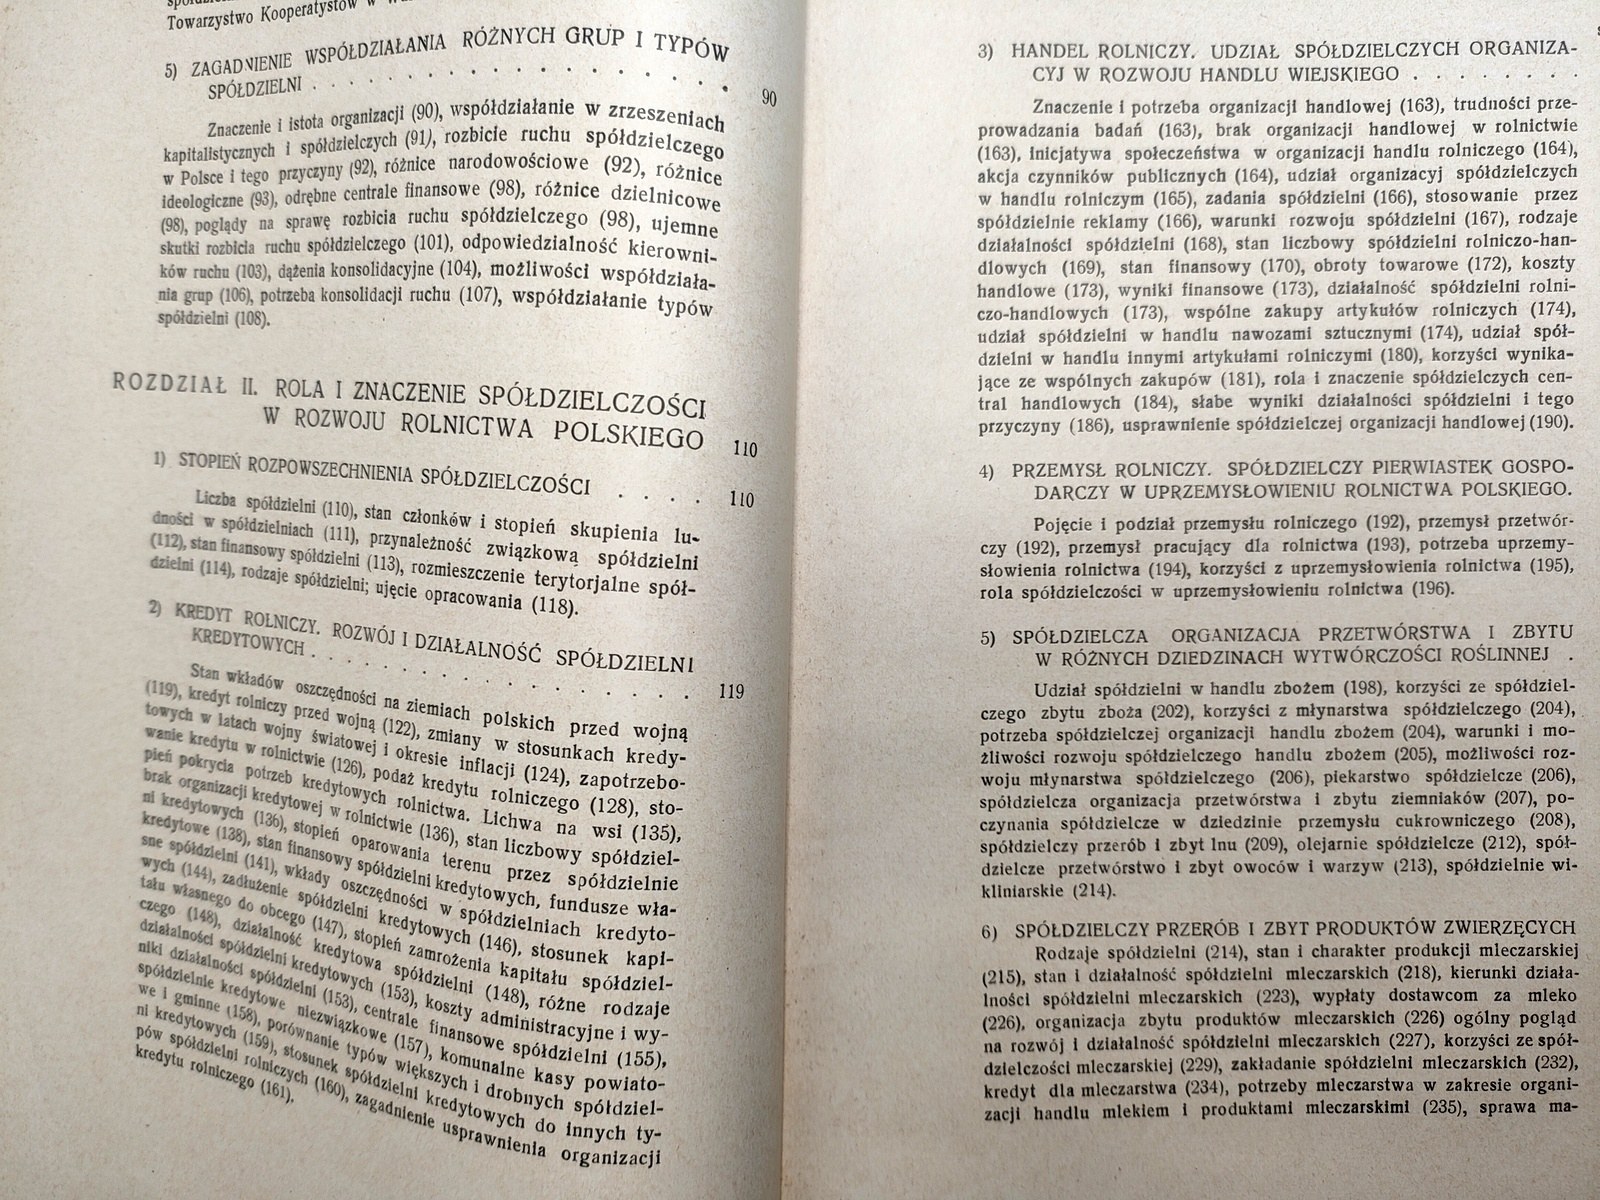 Towarzystwo Kooperatystów w
5) ZAGADNIENIE WSPÓŁDZIAŁANIA RÓŻNYCH GRUP I TYPÓW
SPÓŁDZIELNI . . . . . . . . . . . . . . . . . 90
Znaczenie i istota organizacji (90), współdziałanie w zrzeszeniach
kapitalistycznych i spółdzielczych (91), rozbicie ruchu spółdzielczego
w Polsce i tego przyczyny (92), różnice narodowościowe (92), różnice
ideologiczne (93), odrębne centrale finansowe (98), różnice dzielnicowe
(98), poglądy na sprawę rozbicia ruchu spółdzielczego (98), ujemne
skutki rozbicia ruchu spółdzielczego (101), odpowiedzialność kierowni-
ków ruchu (103), dążenia konsolidacyjne (104), możliwości współdziała-
nia grup (106), potrzeba konsolidacji ruchu (107), współdziałanie typów
spółdzielni (108).
ROZDZIAŁ II. ROLA I ZNACZENIE SPÓŁDZIELCZOŚCI
W ROZWOJU ROLNICTWA POLSKIEGO 110
1) STOPIEŃ ROZPOWSZECHNIENIA SPÓŁDZIELCZOŚCI . . . . 110
Liczba spółdzielni (110), stan członków i stopień skupienia lu-
dności w spółdzielniach (111), przynależność związkową spółdzielni
(112), stan finansowy spółdzielni (113), rozmieszczenie terytorjalne spół-
dzielni (114), rodzaje spółdzielni; ujęcie opracowania (118).
2) KREDYT ROLNICZY. ROZWÓJ I DZIAŁALNOŚĆ SPÓŁDZIELNI
KREDYTOWYCH . . . . . . . . . . . . . . . . 119
Stan wkładów oszczędności na ziemiach polskich przed wojną
(119), kredyt rolniczy przed wojną (122), zmiany w stosunkach kredy-
towych w latach wojny światowej i okresie inflacji (124), zapotrzebo-
wanie kredytu w rolnictwie (126), podaż kredytu rolniczego (128), sto-
pień pokrycia potrzeb kredytowych rolnictwa. Lichwa na wsi (135),
brak organizacji kredytowej w rolnictwie (136), stan liczbowy spółdziel-
ni kredytowych (136), stopień oparowania terenu przez spółdzielnie
kredytowe (138), stan finansowy spółdzielni kredytowych, fundusze wła-
sne spółdzielni (141), wkłady oszczędności w spółdzielniach kredyto-
wych (144), zadłużenie spółdzielni kredytowych (146), stosunek kapi-
tału własnego do obcego (147), stopień zamrożenia kapitału spółdziel-
czego (148), działalność kredytowa spółdzielni (148), różne rodzaje
działalności spółdzielni kredytowych (153), koszty administracyjne i wy-
niki działalności spółdzielni (153), centrale finansowe spółdzielni (155),
spółdzielnie kredytowe niezwiązkowe (157), komunalne kasy powiato-
we i gminne (158), porównanie typów większych i drobnych spółdziel-
ni kredytowych (159), stosunek spółdzielni kredytowych do innych ty-
pów spółdzielni rolniczych (160), zagadnienie usprawnienia organizacji
kredytu rolniczego (161).
3) HANDEL ROLNICZY. UDZIAŁ SPÓŁDZIELCZYCH ORGANIZA-
CYJ W ROZWOJU HANDLU WIEJSKIEGO . . . . . . . .
Znaczenie i potrzeba organizacji handlowej (163), trudności prze-
prowadzania badań (163), brak organizacji handlowej w rolnictwie
(163), inicjatywa społeczeństwa w organizacji handlu rolniczego (164),
akcja czynników publicznych (164), udział organizacyj spółdzielczych
w handlu rolniczym (165), zadania spółdzielni (166), stosowanie przez
spółdzielnie reklamy (166), warunki rozwoju spółdzielni (167), rodzaje
działalności spółdzielni (168), stan liczbowy spółdzielni rolniczo-han-
dlowych (169), stan finansowy (170), obroty towarowe (172), koszty
handlowe (173), wyniki finansowe (173), działalność spółdzielni rolni-
czo-handlowych (173), wspólne zakupy artykułów rolniczych (174),
udział spółdzielni w handlu nawozami sztucznymi (174), udział spół-
dzielni w handlu innymi artykułami rolniczymi (180), korzyści wynika-
jące ze wspólnych zakupów (181), rola i znaczenie spółdzielczych cen-
tral handlowych (184), słabe wyniki działalności spółdzielni i tego
przyczyny (186), usprawnienie spółdzielczej organizacji handlowej (190).
4) PRZEMYSŁ ROLNICZY. SPÓŁDZIELCZY PIERWIASTEK GOSPO-
DARCZY W UPRZEMYSŁOWIENIU ROLNICTWA POLSKIEGO.
Pojęcie i podział przemysłu rolniczego (192), przemysł przetwór-
czy (192), przemysł pracujący dla rolnictwa (193), potrzeba uprzemy-
słowienia rolnictwa (194), korzyści z uprzemysłowienia rolnictwa (195),
rola spółdzielczości w uprzemysłowieniu rolnictwa (196).
5) SPÓŁDZIELCZA ORGANIZACJA PRZETWÓRSTWA I ZBYTU
W RÓŻNYCH DZIEDZINACH WYTWÓRCZOŚCI ROŚLINNEJ .
Udział spółdzielni w handlu zbożem (198), korzyści ze spółdziel-
czego zbytu zboża (202), korzyści z młynarstwa spółdzielczego (204),
potrzeba spółdzielczej organizacji handlu zbożem (204), warunki i mo-
żliwości rozwoju spółdzielczego handlu zbożem (205), możliwości roz-
woju młynarstwa spółdzielczego (206), piekarstwo spółdzielcze (206),
spółdzielcza organizacja przetwórstwa i zbytu ziemniaków (207), po-
czynania spółdzielcze w dziedzinie przemysłu cukrowniczego (208),
spółdzielczy przerób i zbyt lnu (209), olejarnie spółdzielcze (212), spół-
dzielcze przetwórstwo i zbyt owoców i warzyw (213), spółdzielnie wi-
kliniarskie (214).
6) SPÓŁDZIELCZY PRZERÓB I ZBYT PRODUKTÓW ZWIERZĘCYCH
Rodzaje spółdzielni (214), stan i charakter produkcji mleczarskiej
(215), stan i działalność spółdzielni mleczarskich (218), kierunki działa-
lności spółdzielni mleczarskich (223), wypłaty dostawcom za mleko
(226), organizacja zbytu produktów mleczarskich (226) ogólny pogląd
na rozwój i działalność spółdzielni mleczarskich (227), korzyści ze spół-
dzielczości mleczarskiej (229), zakładanie spółdzielni mleczarskich (232),
kredyt dla mleczarstwa (234), potrzeby mleczarstwa w zakresie organi-
zacji handlu mlekiem i produktami mleczarskimi (235), sprawa ma-